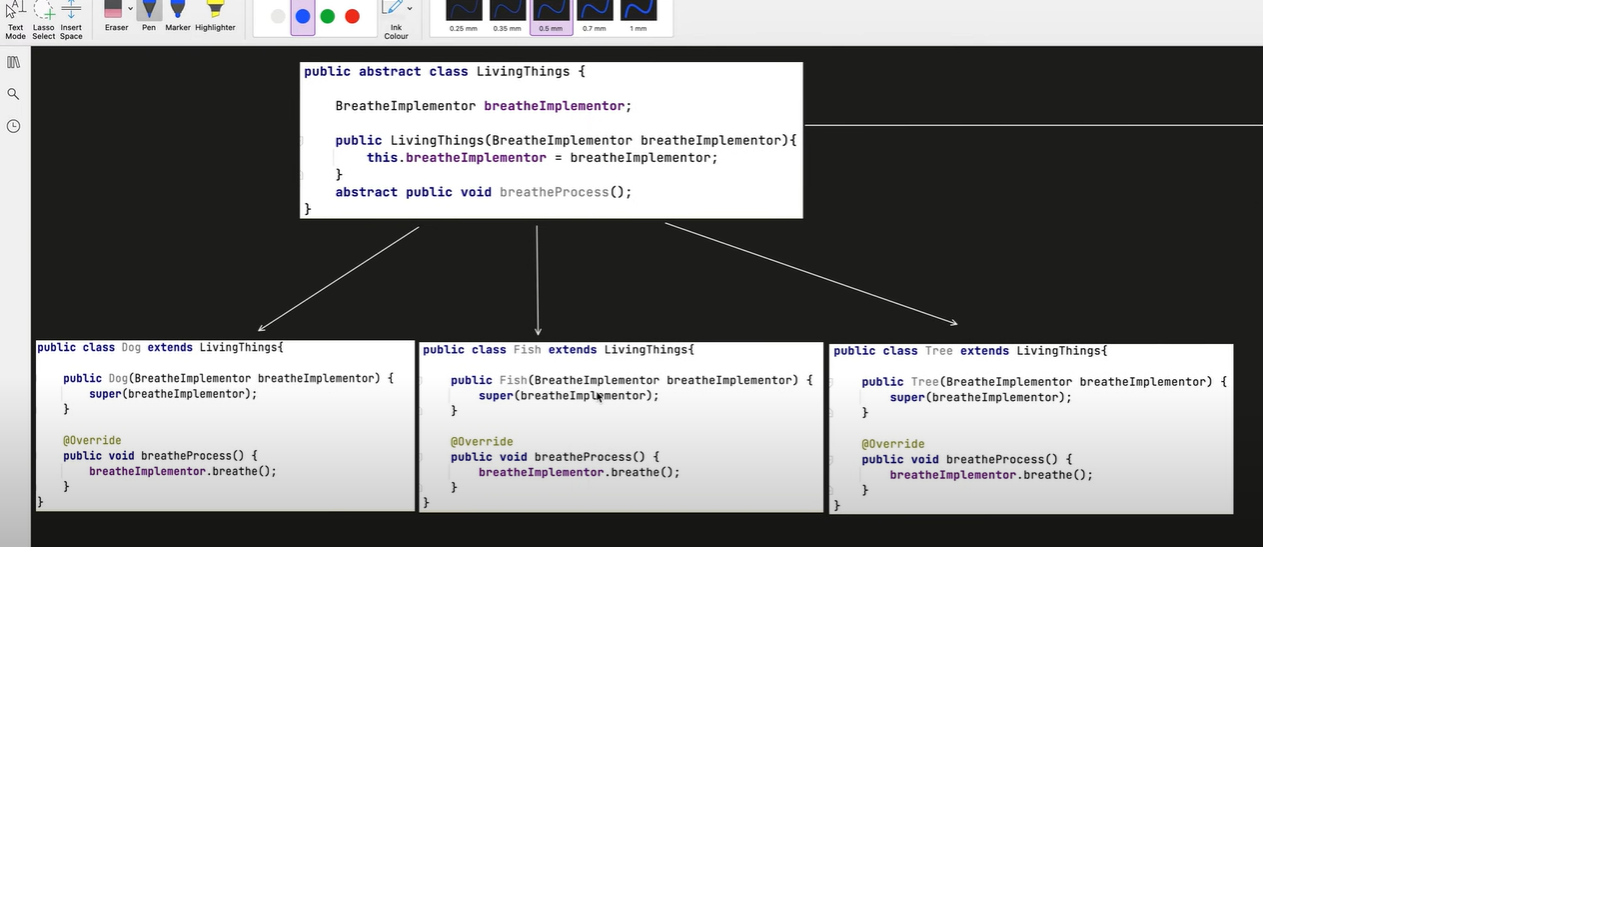 Text Mode
Lasso Select
Insert Space
Eraser
Pen
Marker
Highlighter
Ink Colour
0.25 mm
0.35 mm
0.5 mm
0.7 mm
1 mm
public abstract class LivingThings {
BreatheImplementor breatheImplementor;
public LivingThings(BreatheImplementor breatheImplementor){
this.breatheImplementor = breatheImplementor;
}
abstract public void breatheProcess();
}
public class Dog extends LivingThings{
public Dog(BreatheImplementor breatheImplementor) {
super(breatheImplementor);
}
@Override
public void breatheProcess() {
breatheImplementor.breathe();
}
}
public class Fish extends LivingThings{
public Fish(BreatheImplementor breatheImplementor) {
super(breatheImplementor);
}
@Override
public void breatheProcess() {
breatheImplementor.breathe();
}
}
public class Tree extends LivingThings{
public Tree(BreatheImplementor breatheImplementor) {
super(breatheImplementor);
}
@Override
public void breatheProcess() {
breatheImplementor.breathe();
}
}